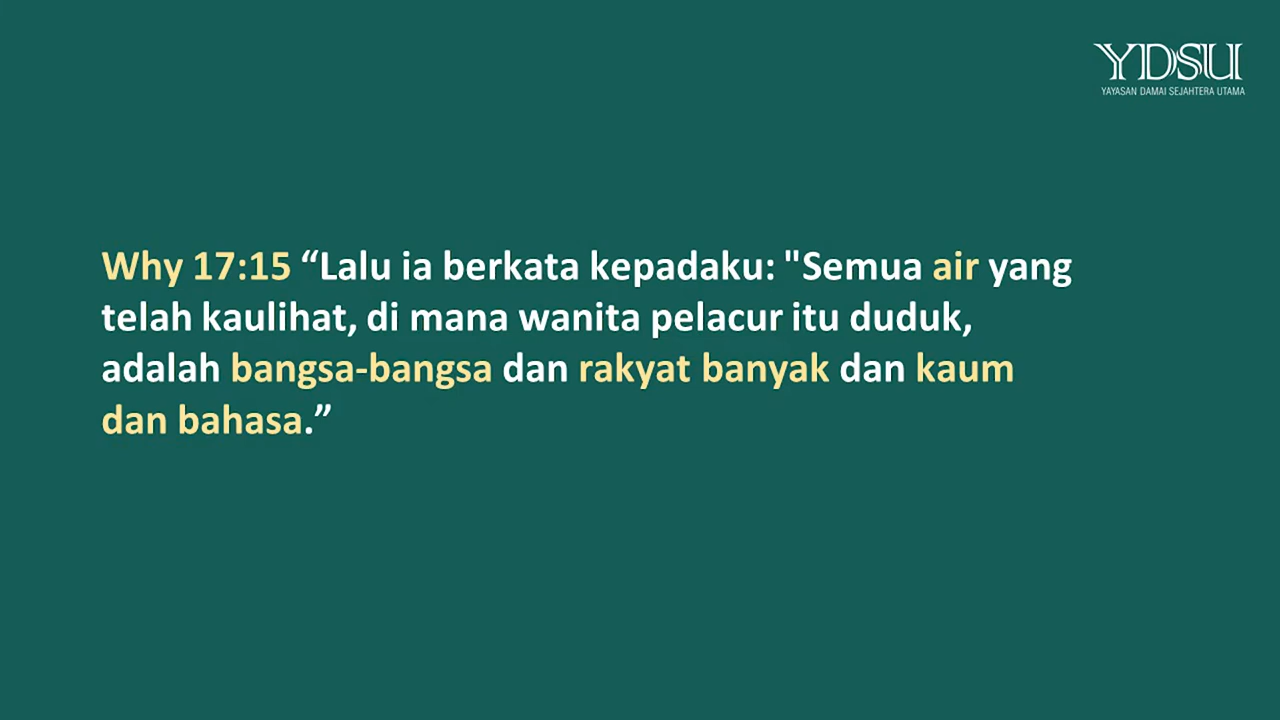 YDSU
YAYASAN DAMAI SEJAHTERA UTAMA
Why 17:15 “Lalu ia berkata kepadaku: "Semua air yang
telah kaulihat, di mana wanita pelacur itu duduk,
adalah bangsa-bangsa dan rakyat banyak dan kaum
dan bahasa.”